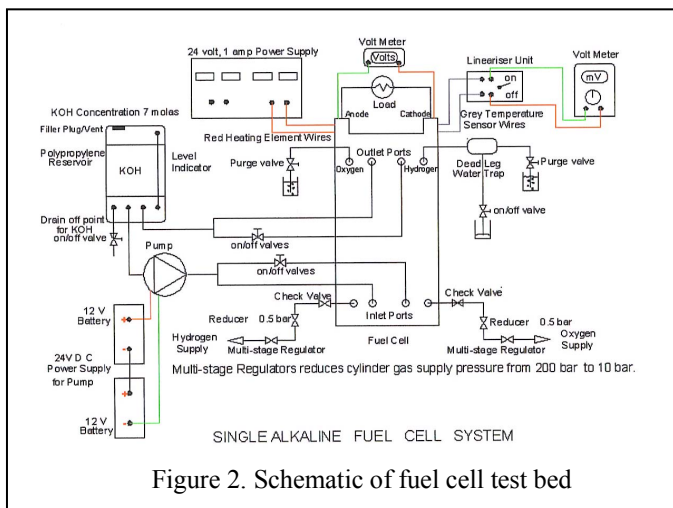 24 volt, 1 amp Power Supply
Volt Meter
Volts
Load
Anode
Cathode
Lineariser Unit
on
off
Volt Meter
mV
Grey Temperature
Sensor Wires
Red Heating Element Wires
KOH Concentration 7 molas
Filler Plug/Vent
Polypropylene
Reservoir
KOH
Level
Indicator
Purge valve
Outlet Ports
Oxygen
Hydrogen
Dead Leg
Water Trap
Purge valve
on/off valve
Drain off point
for KOH
on/off valve
Pump
on/off valves
on/off valves
12 V
Battery
24V D C
Power Supply
for Pump
12 V
Battery
Check Valve
Inlet Ports
Check Valve
Reducer 0.5 bar
Reducer 0.5 bar
Hydrogen
Supply
Multi-stage Regulator
Fuel Cell
Multi-stage Regulator
Oxygen
Supply
Multi-stage Regulators reduces cylinder gas supply pressure from 200 bar to 10 bar.
SINGLE ALKALINE FUEL CELL SYSTEM
Figure 2. Schematic of fuel cell test bed